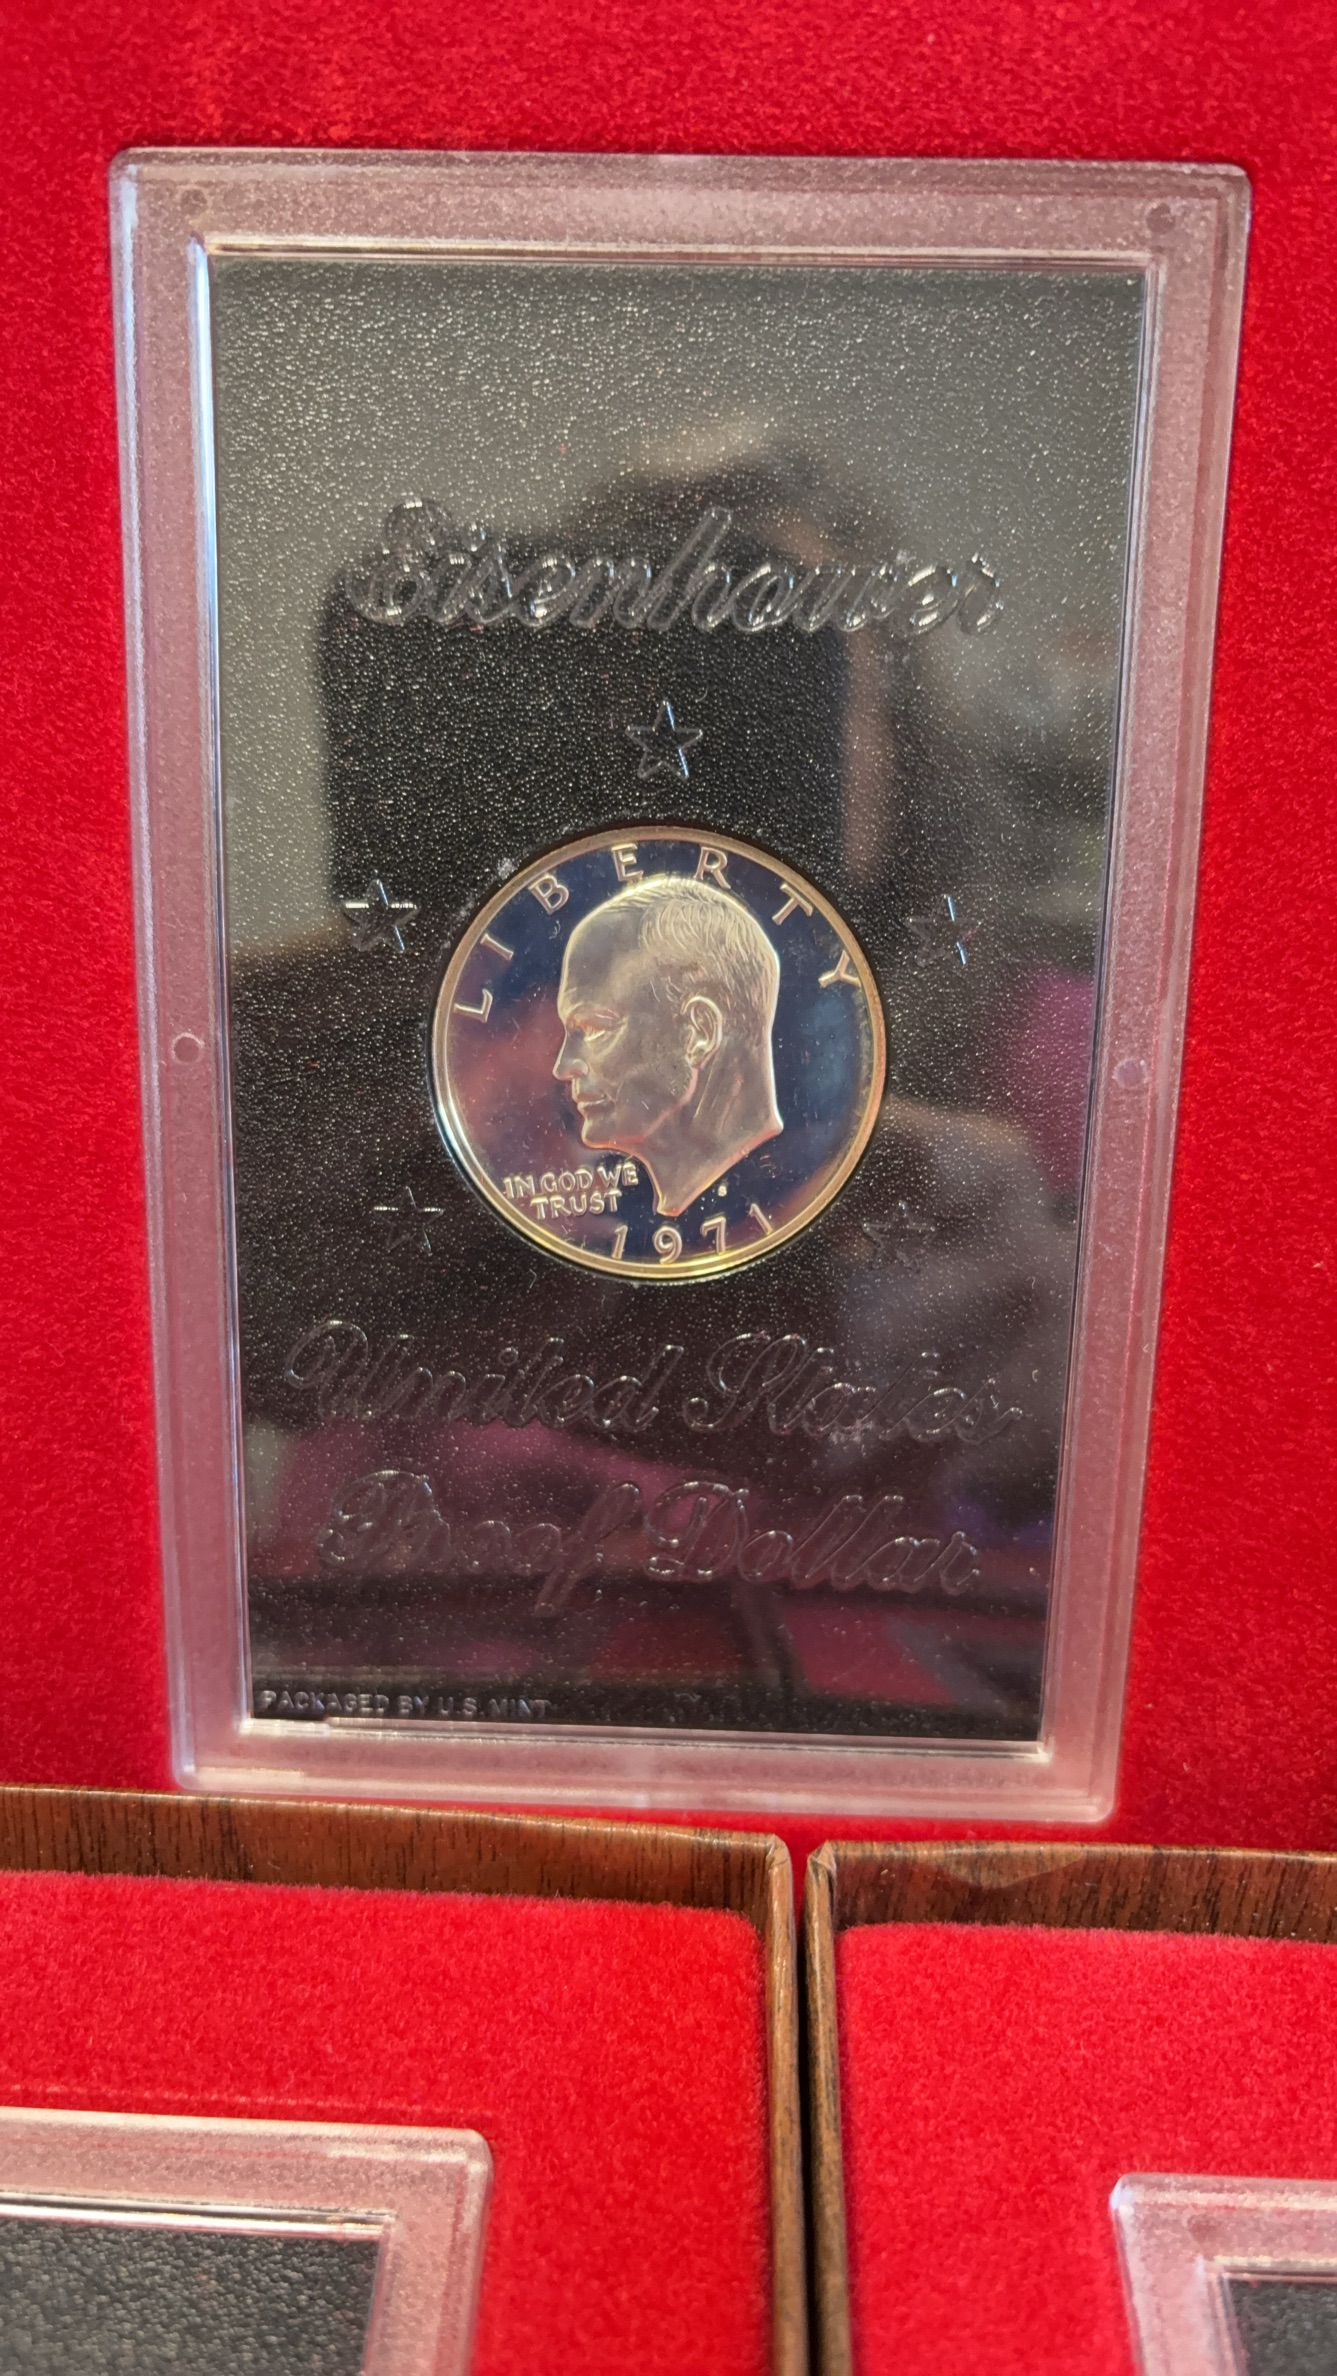 Eisenhower
LIBERTY
IN GOD WE
TRUST
S
1971
United States
Proof Dollar
PACKAGED BY U.S. MINT